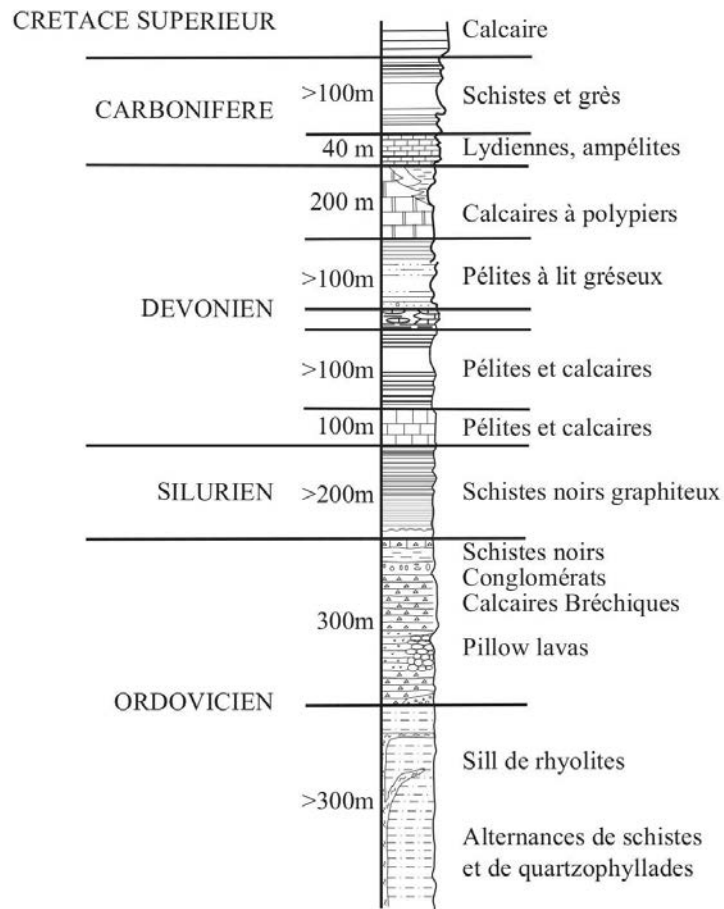 CRETACE SUPERIEUR
Calcaire
>100m
Schistes et grès
CARBONIFERE
40 m
Lydiennes, ampélites
200 m
Calcaires à polypiers
>100m
Pélites à lit gréseux
DEVONIEN
>100m
Pélites et calcaires
100m
Pélites et calcaires
SILURIEN
>200m
Schistes noirs graphiteux
Schistes noirs
Conglomérats
Calcaires Bréchiques
300m
Pillow lavas
ORDOVICIEN
Sill de rhyolites
>300m
Alternances de schistes
et de quartzophyllades